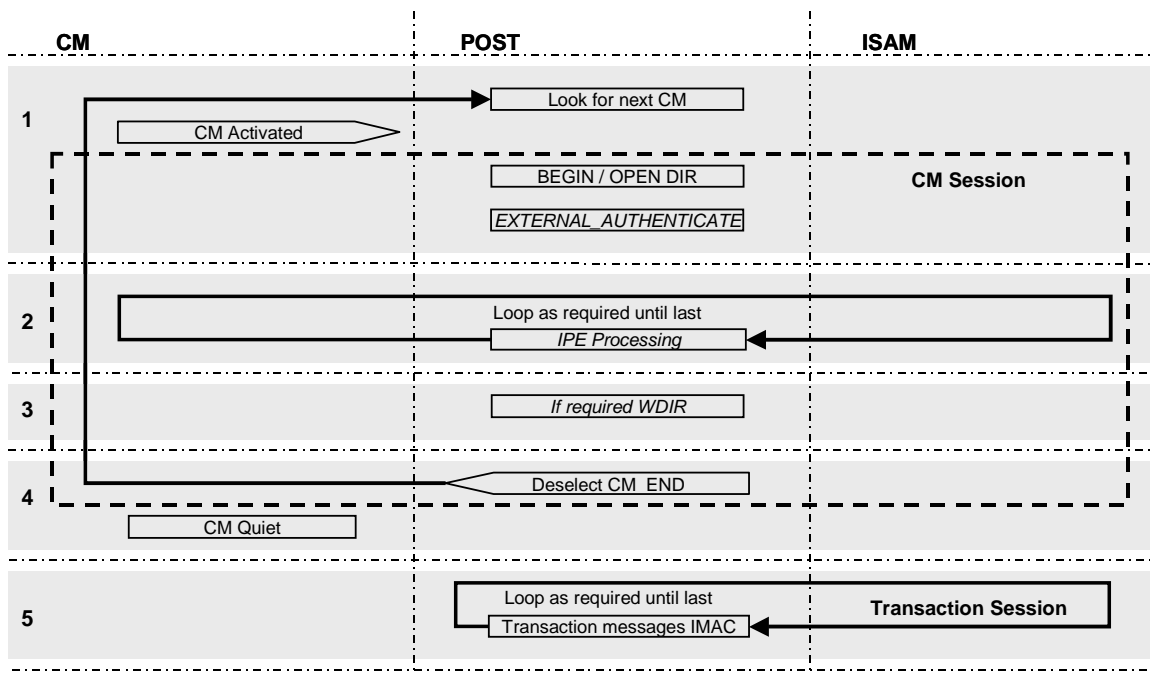 CM POST ISAM
1
Look for next CM
CM Activated
BEGIN / OPEN DIR
CM Session
EXTERNAL_AUTHENTICATE
2
Loop as required until last
IPE Processing
3
If required WDIR
4
Deselect CM_END
CM Quiet
5
Loop as required until last
Transaction Session
Transaction messages IMAC